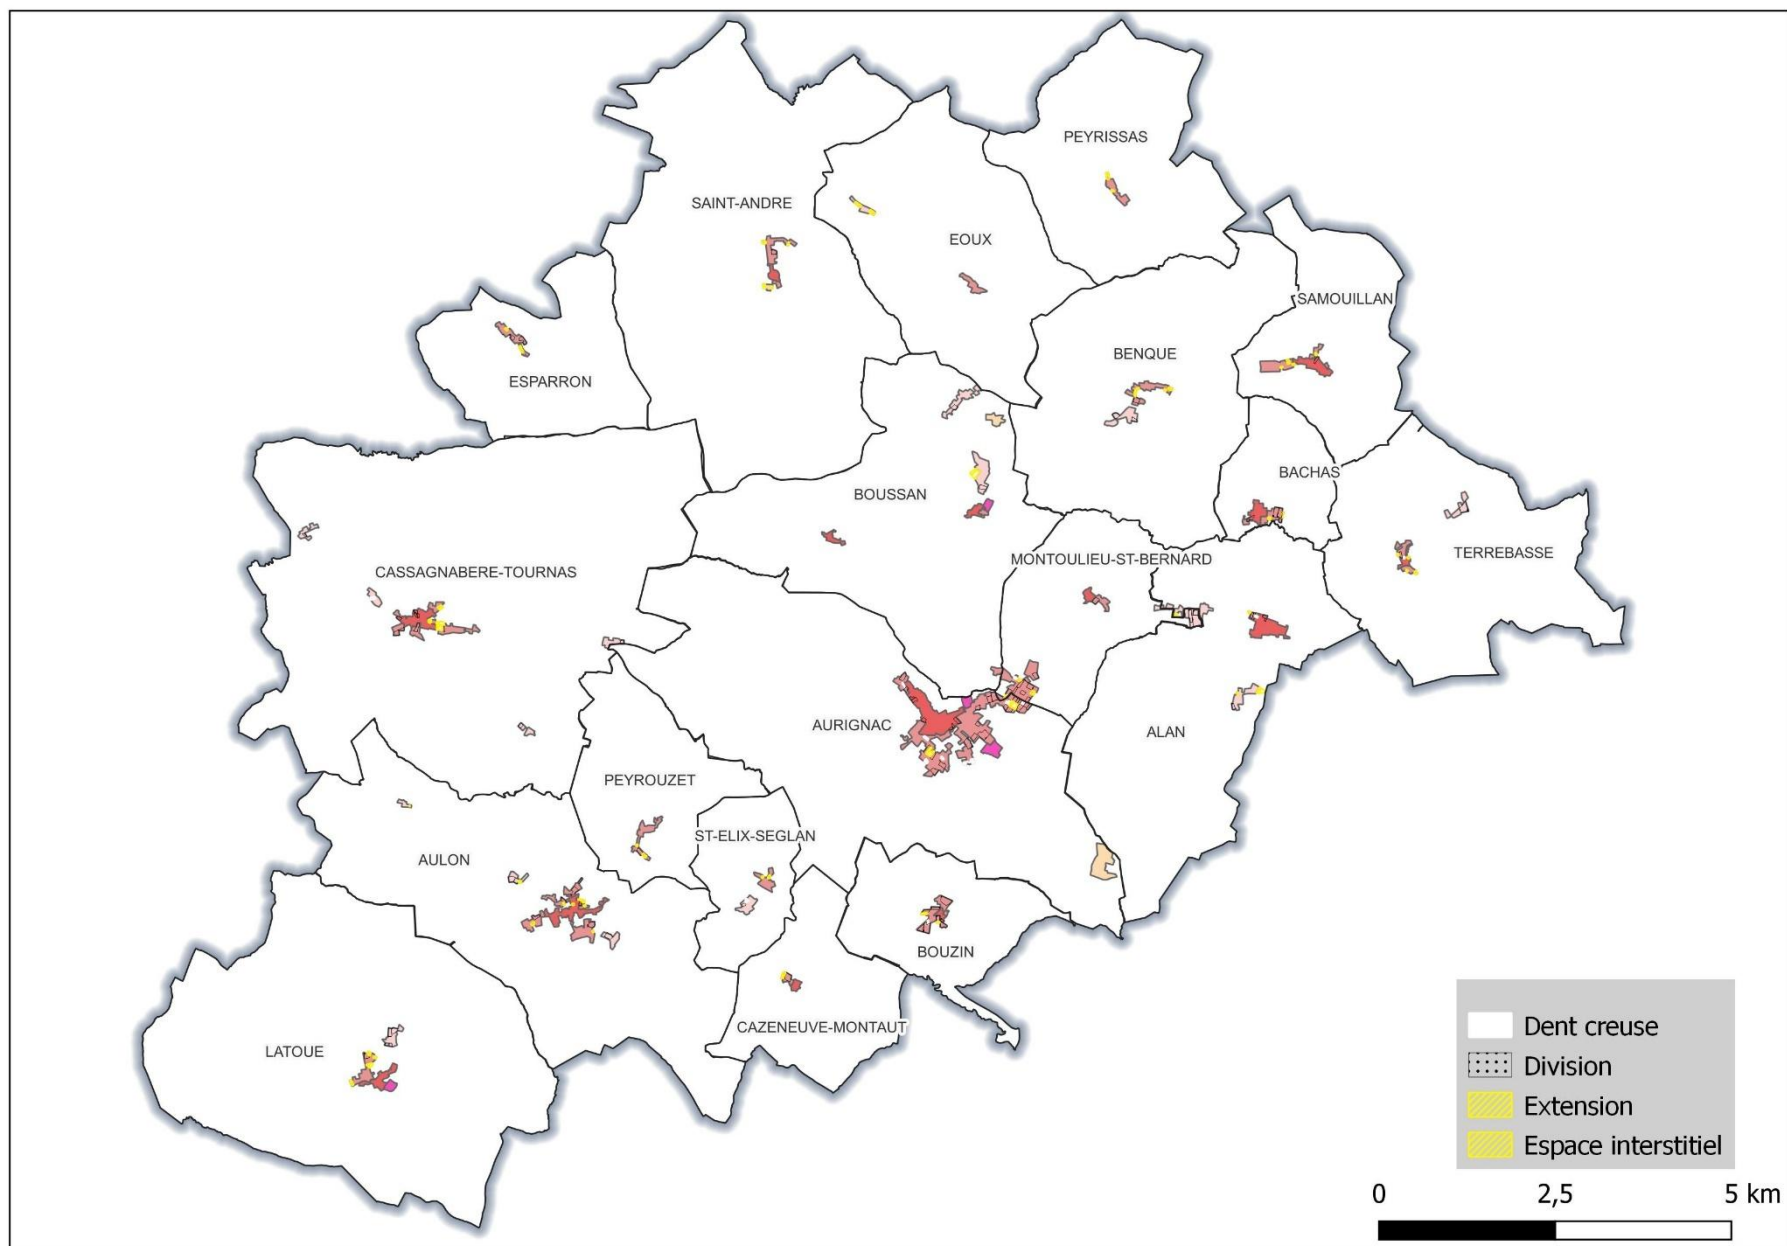 PEYRISSAS
SAINT-ANDRE
EOUX
SAMOUILLAN
BENQUE
ESPARRON
BACHAS
BOUSSAN
TERREBASSE
MONTOULIEU-ST-BERNARD
CASSAGNABERE-TOURNAS
AURIGNAC
ALAN
PEYROUZET
ST-ELIX-SEGLAN
AULON
BOUZIN
CAZENEUVE-MONTAUT
LATOUE
Dent creuse
Division
Extension
Espace interstitiel
0 2,5 5 km